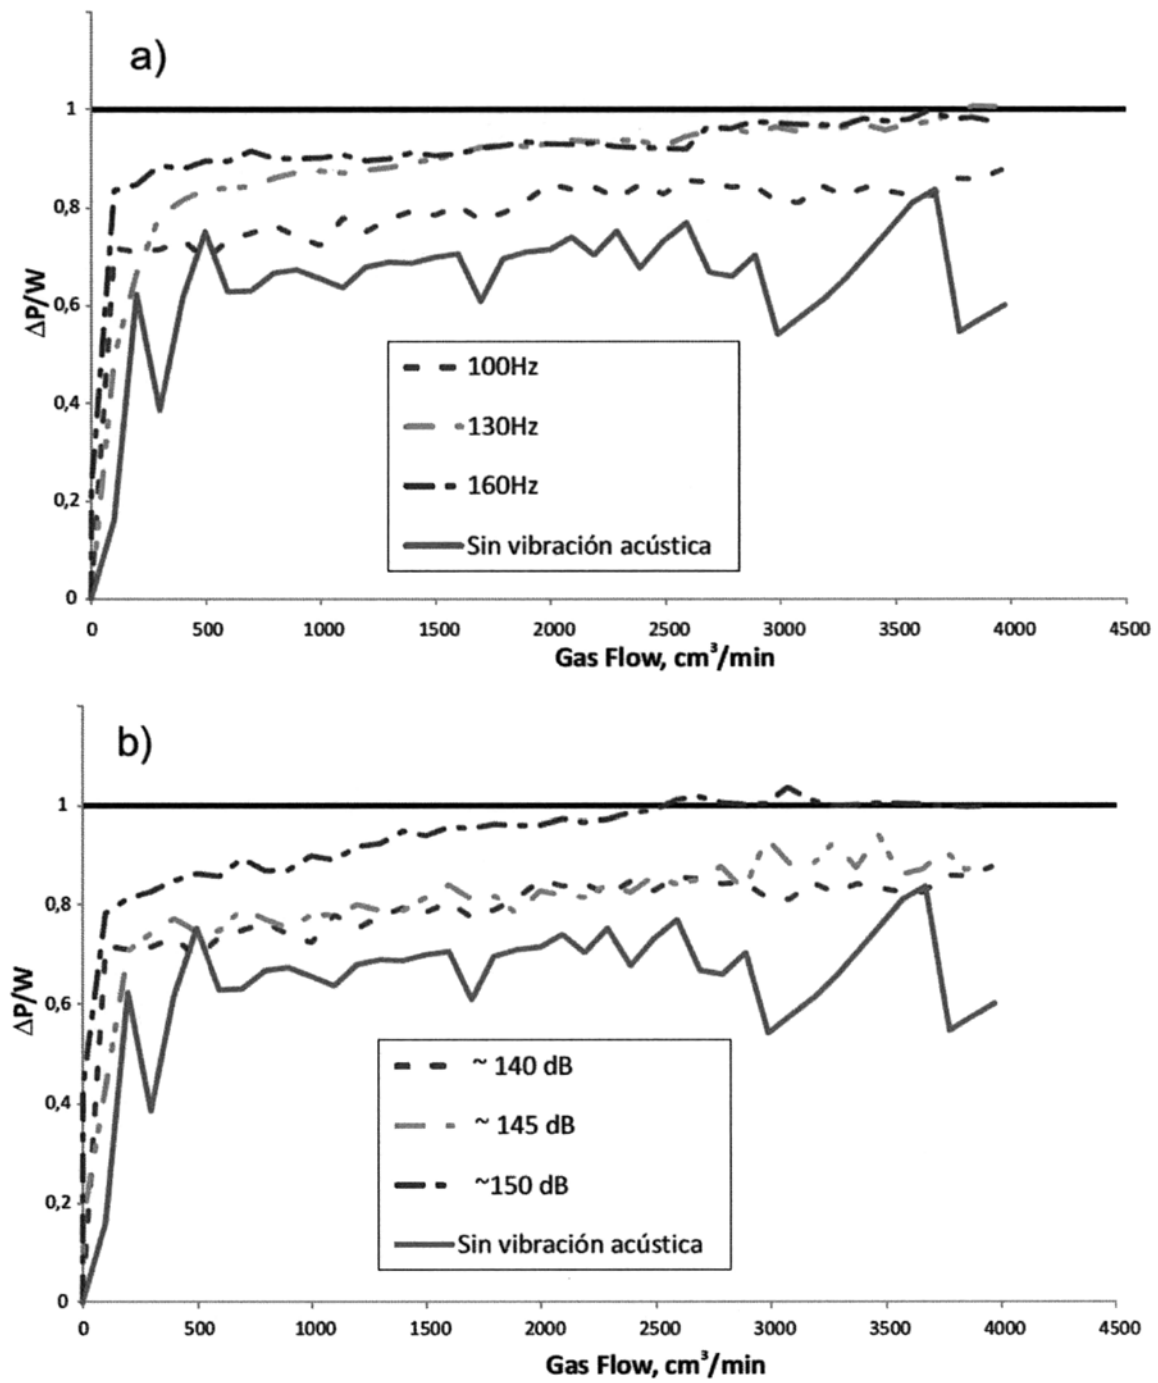 a)
1
0,8
0,6
0,4
0,2
0
ΔP/W
100Hz
130Hz
160Hz
Sin vibración acústica
0 500 1000 1500 2000 2500 3000 3500 4000 4500
Gas Flow, cm³/min
b)
1
0,8
0,6
0,4
0,2
0
ΔP/W
~ 140 dB
~ 145 dB
~150 dB
Sin vibración acústica
0 500 1000 1500 2000 2500 3000 3500 4000 4500
Gas Flow, cm³/min